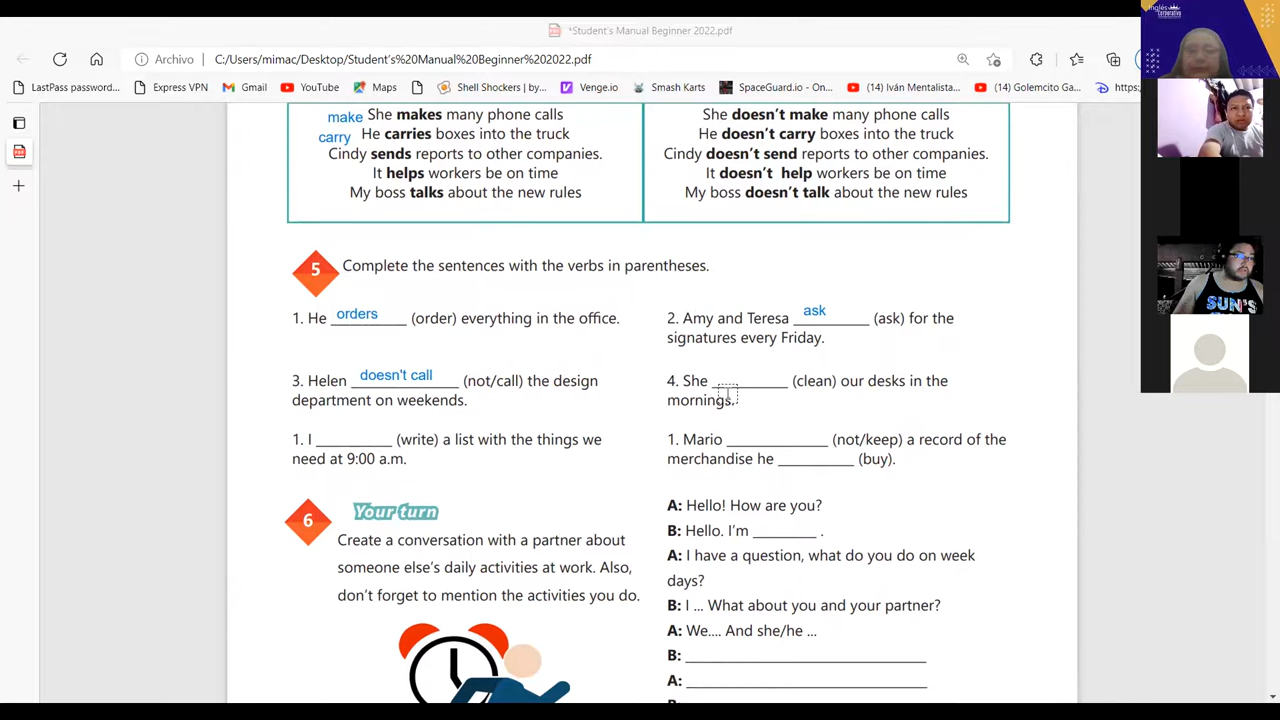 *Student's Manual Beginner 2022.pdf
Inglés
Corporativo
Archivo C:/Users/mimac/Desktop/Student's%20Manual%20Beginner%202022.pdf
LastPass password... Express VPN Gmail YouTube Maps Shell Shockers | by... Venge.io Smash Karts SpaceGuard.io - on c... (14) Iván Mentalista... (14) Golemcito Ga... https:
make She makes many phone calls
carry He carries boxes into the truck
Cindy sends reports to other companies.
It helps workers be on time
My boss talks about the new rules
She doesn't make many phone calls
He doesn't carry boxes into the truck
Cindy doesn't send reports to other companies.
It doesn't help workers be on time
My boss doesn't talk about the new rules
5 Complete the sentences with the verbs in parentheses.
1. He orders (order) everything in the office.
2. Amy and Teresa ask (ask) for the
signatures every Friday.
3. Helen doesn't call (not/call) the design
department on weekends.
4. She __________ (clean) our desks in the
mornings.
1. I __________ (write) a list with the things we
need at 9:00 a.m.
1. Mario _____________ (not/keep) a record of the
merchandise he __________ (buy).
6 Your turn
Create a conversation with a partner about
someone else's daily activities at work. Also,
don't forget to mention the activities you do.
A: Hello! How are you?
B: Hello. I'm ________ .
A: I have a question, what do you do on week
days?
B: I ... What about you and your partner?
A: We.... And she/he ...
B: ______________________________
A: ______________________________
SUN'S